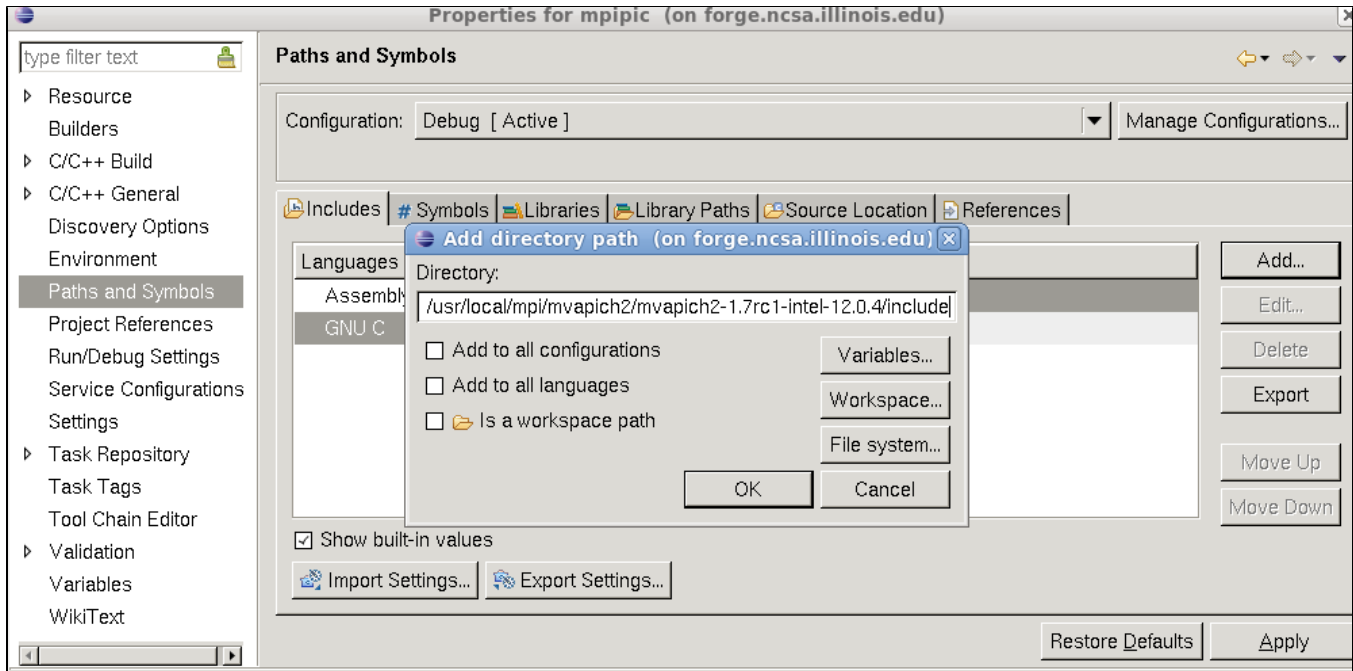 Properties for mpipic (on forge.ncsa.illinois.edu)
type filter text
Resource
Builders
C/C++ Build
C/C++ General
Discovery Options
Environment
Paths and Symbols
Project References
Run/Debug Settings
Service Configurations
Settings
Task Repository
Task Tags
Tool Chain Editor
Validation
Variables
WikiText
Paths and Symbols
Configuration: Debug [ Active ] Manage Configurations...
Includes # Symbols Libraries Library Paths Source Location References
Languages
Assembly
GNU C
Add directory path (on forge.ncsa.illinois.edu)
Directory:
/usr/local/mpi/mvapich2/mvapich2-1.7rc1-intel-12.0.4/include
Add to all configurations
Add to all languages
Is a workspace path
Variables...
Workspace...
File system...
OK Cancel
Add...
Edit...
Delete
Export
Move Up
Move Down
Show built-in values
Import Settings... Export Settings...
Restore Defaults Apply